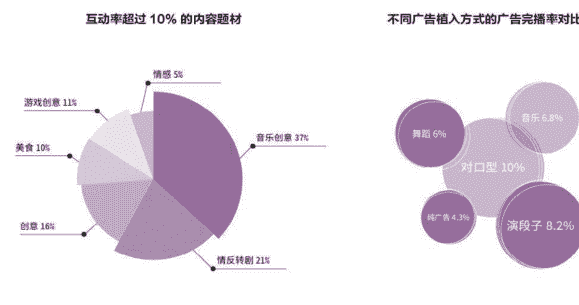 互动率超过 10% 的内容题材
不同广告植入方式的广告完播率对比
情感 5%
游戏创意 11%
音乐创意 37%
美食 10%
创意 16%
情反转剧 21%
音乐 6.8%
舞蹈 6%
对口型 10%
纯广告 4.3%
演段子 8.2%